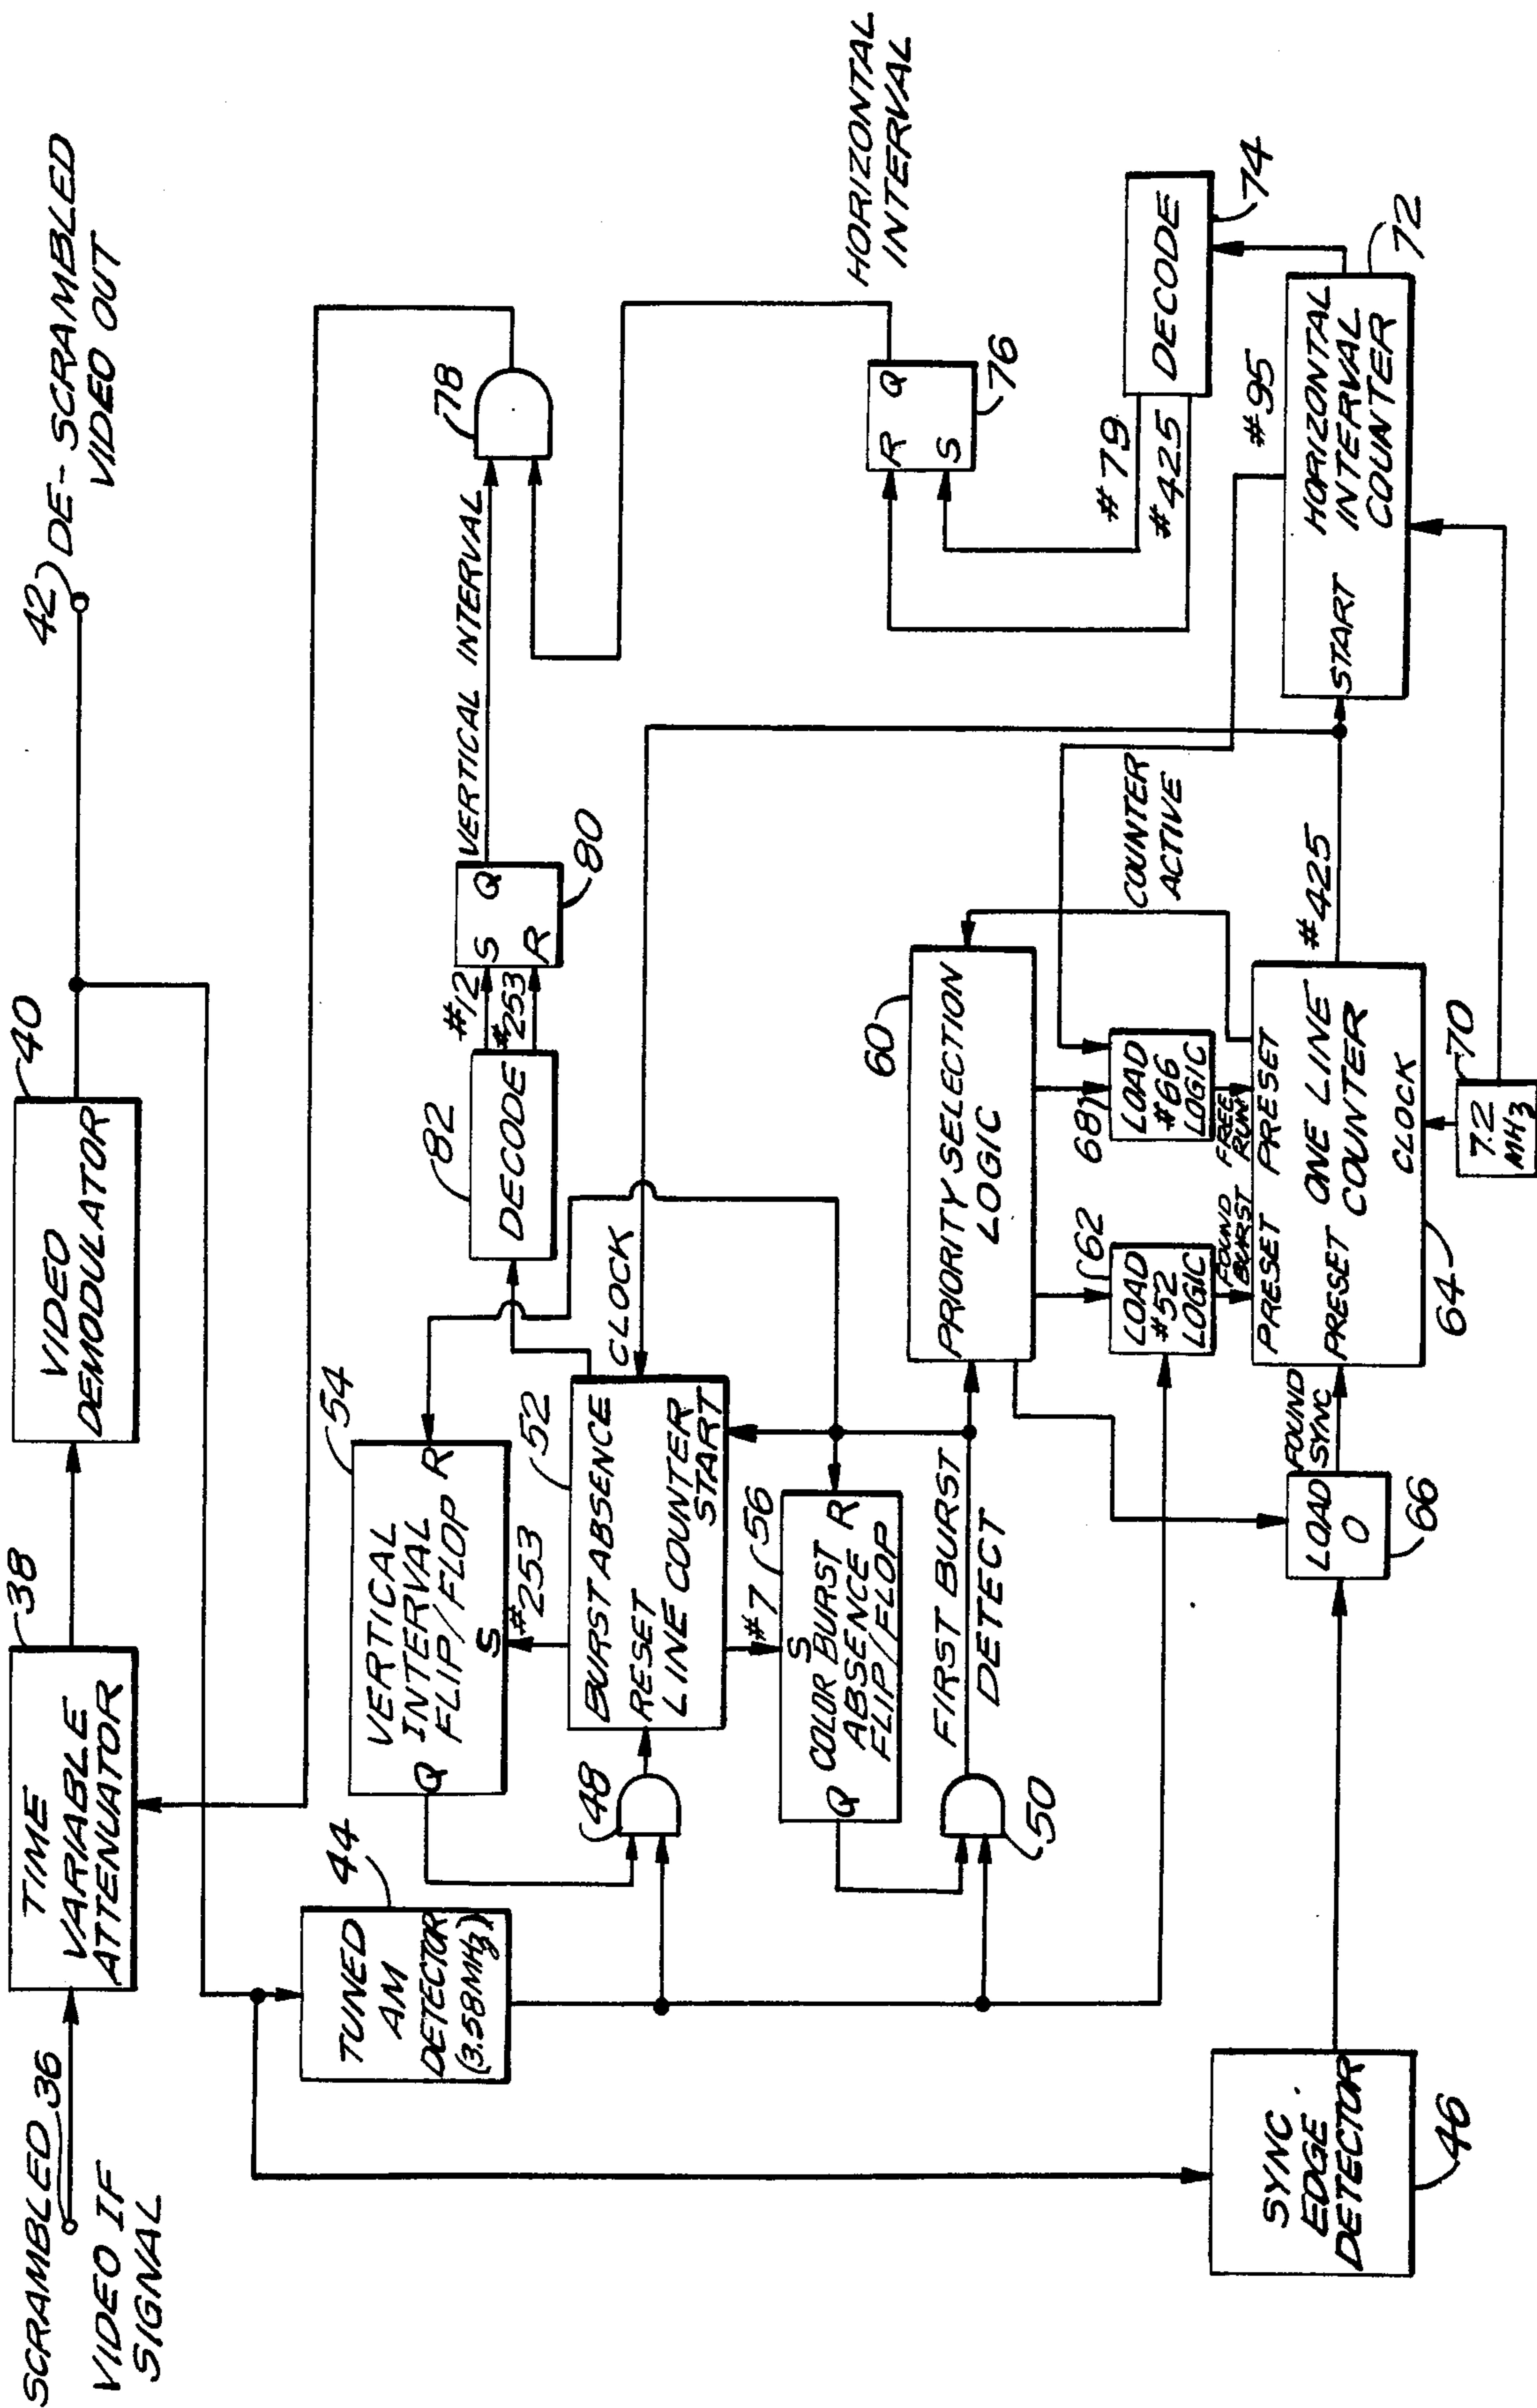 SCRAMBLED 36
VIDEO IF
SIGNAL
38
TIME
VARIABLE
ATTENUATOR
40
VIDEO
DEMODULATOR
42
DE-SCRAMBLED
VIDEO OUT
44
TUNED
AM
DETECTOR
(3.58MHz)
54
VERTICAL
INTERVAL
FLIP/FLOP
Q
R
S
#253
48
52
BURST ABSENCE
RESET
LINE COUNTER
START
CLOCK
82
DECODE
#12
#253
S
Q
R
80
VERTICAL INTERVAL
78
#7
56
S
COLOR BURST
ABSENCE
FLIP/FLOP
Q
R
50
FIRST BURST
DETECT
60
PRIORITY SELECTION
LOGIC
COUNTER
ACTIVE
R
Q
S
76
HORIZONTAL
INTERVAL
#79
#425
DECODE
74
62
LOAD
#52
LOGIC
FOUND
BURST
68
LOAD
#66
LOGIC
FREE
RUN
SYNC
EDGE
DETECTOR
46
LOAD
0
66
FOUND
SYNC
PRESET
PRESET
PRESET
ONE LINE
COUNTER
CLOCK
64
#425
7.2
MHz
70
START
HORIZONTAL
INTERVAL
COUNTER
72
#95